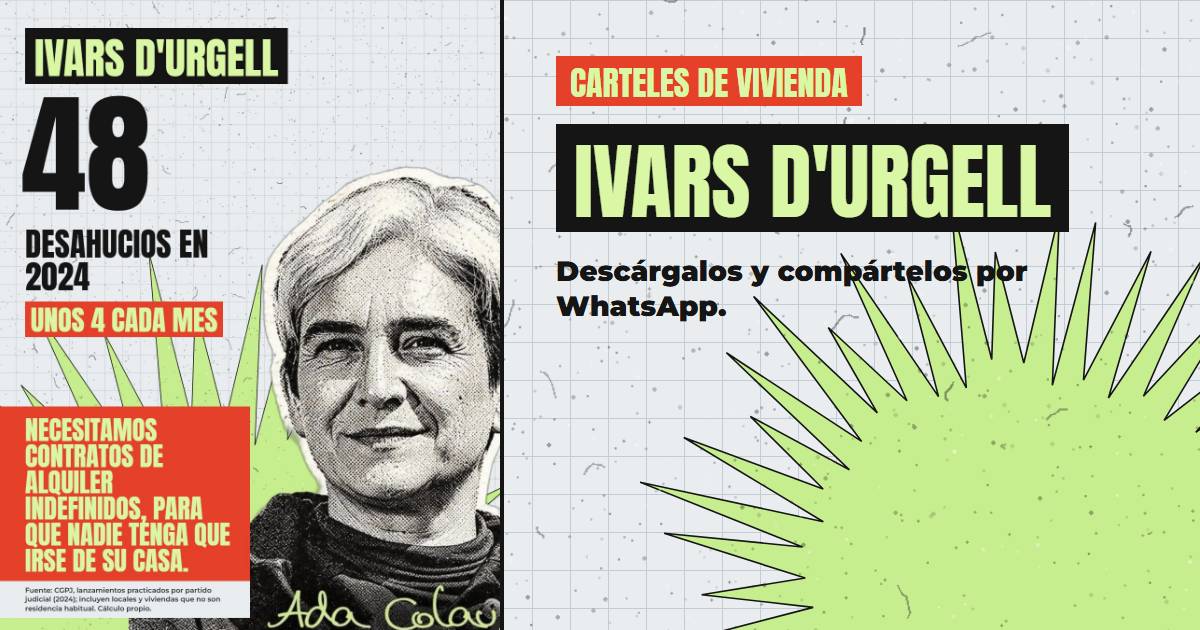 IVARS D'URGELL
48
DESAHUCIOS EN
2024
UNOS 4 CADA MES
NECESITAMOS
CONTRATOS DE
ALQUILER
INDEFINIDOS, PARA
QUE NADIE TENGA QUE
IRSE DE SU CASA.
Fuente: CGPJ, lanzamientos practicados por partido
judicial (2024); incluyen locales y viviendas que no son
residencia habitual. Cálculo propio.
Ada Colau
CARTELES DE VIVIENDA
IVARS D'URGELL
Descárgalos y compártelos por
WhatsApp.